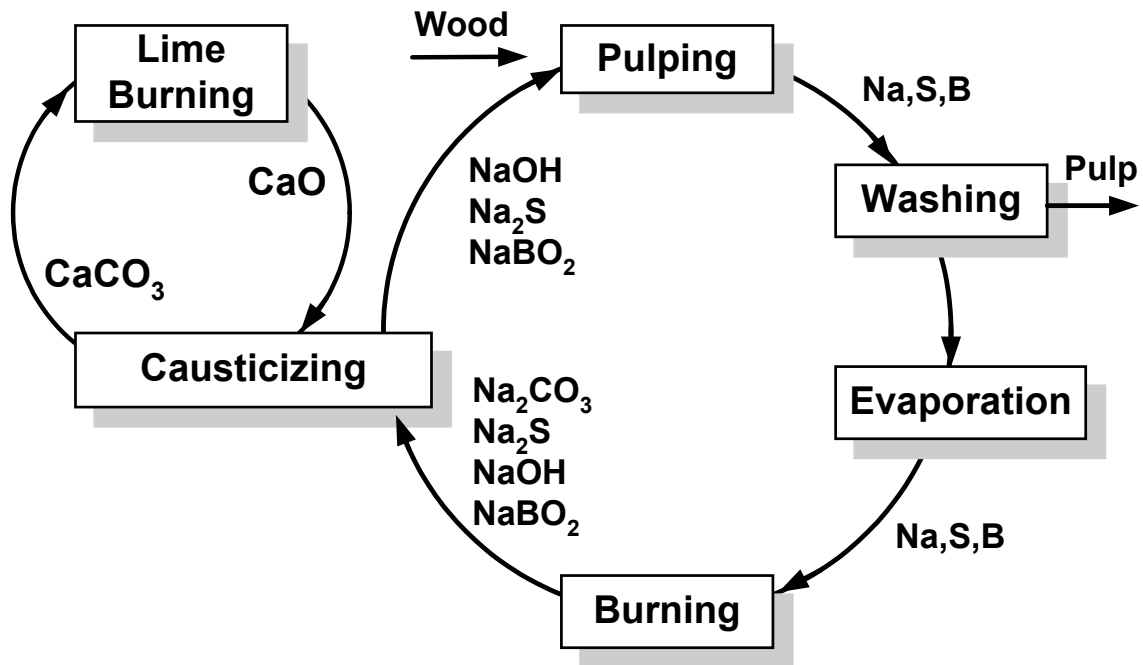 Lime
Burning
Wood
Pulping
Na,S,B
CaO
NaOH
Na₂S
NaBO₂
Washing
Pulp
CaCO₃
Causticizing
Na₂CO₃
Na₂S
NaOH
NaBO₂
Evaporation
Na,S,B
Burning